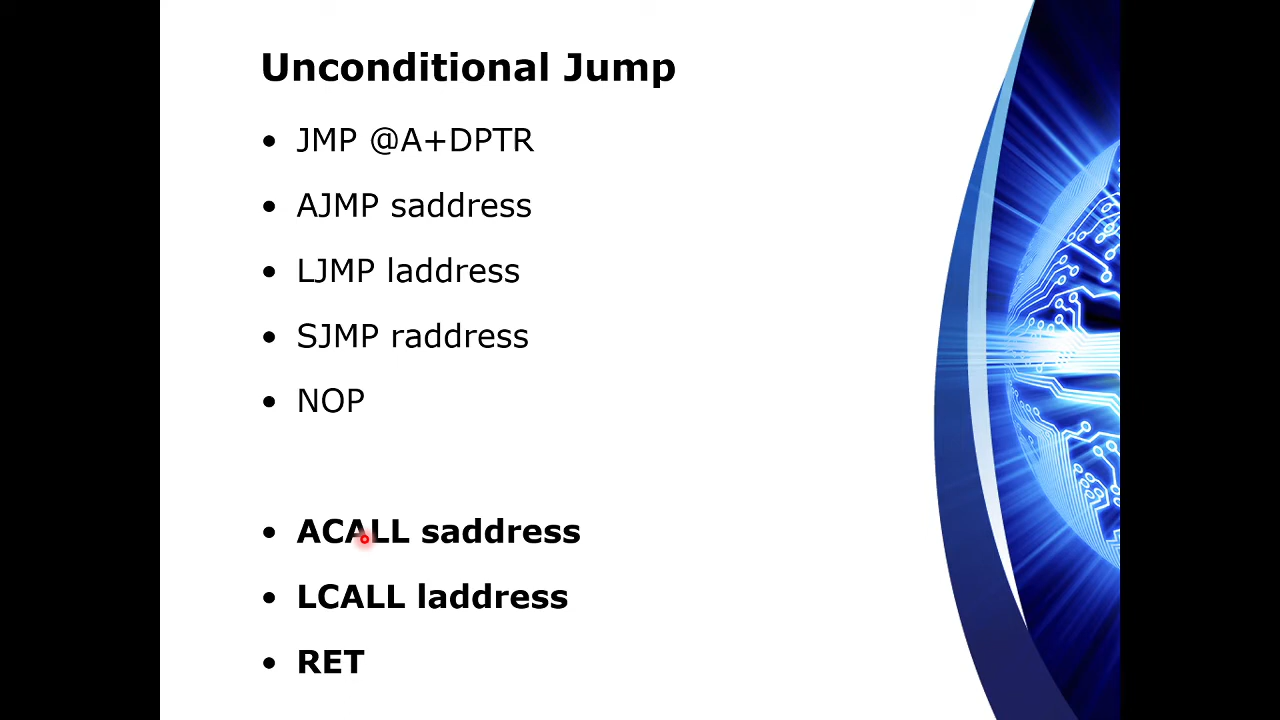 Unconditional Jump
• JMP @A+DPTR
• AJMP saddress
• LJMP laddress
• SJMP raddress
• NOP
• ACALL saddress
• LCALL laddress
• RET